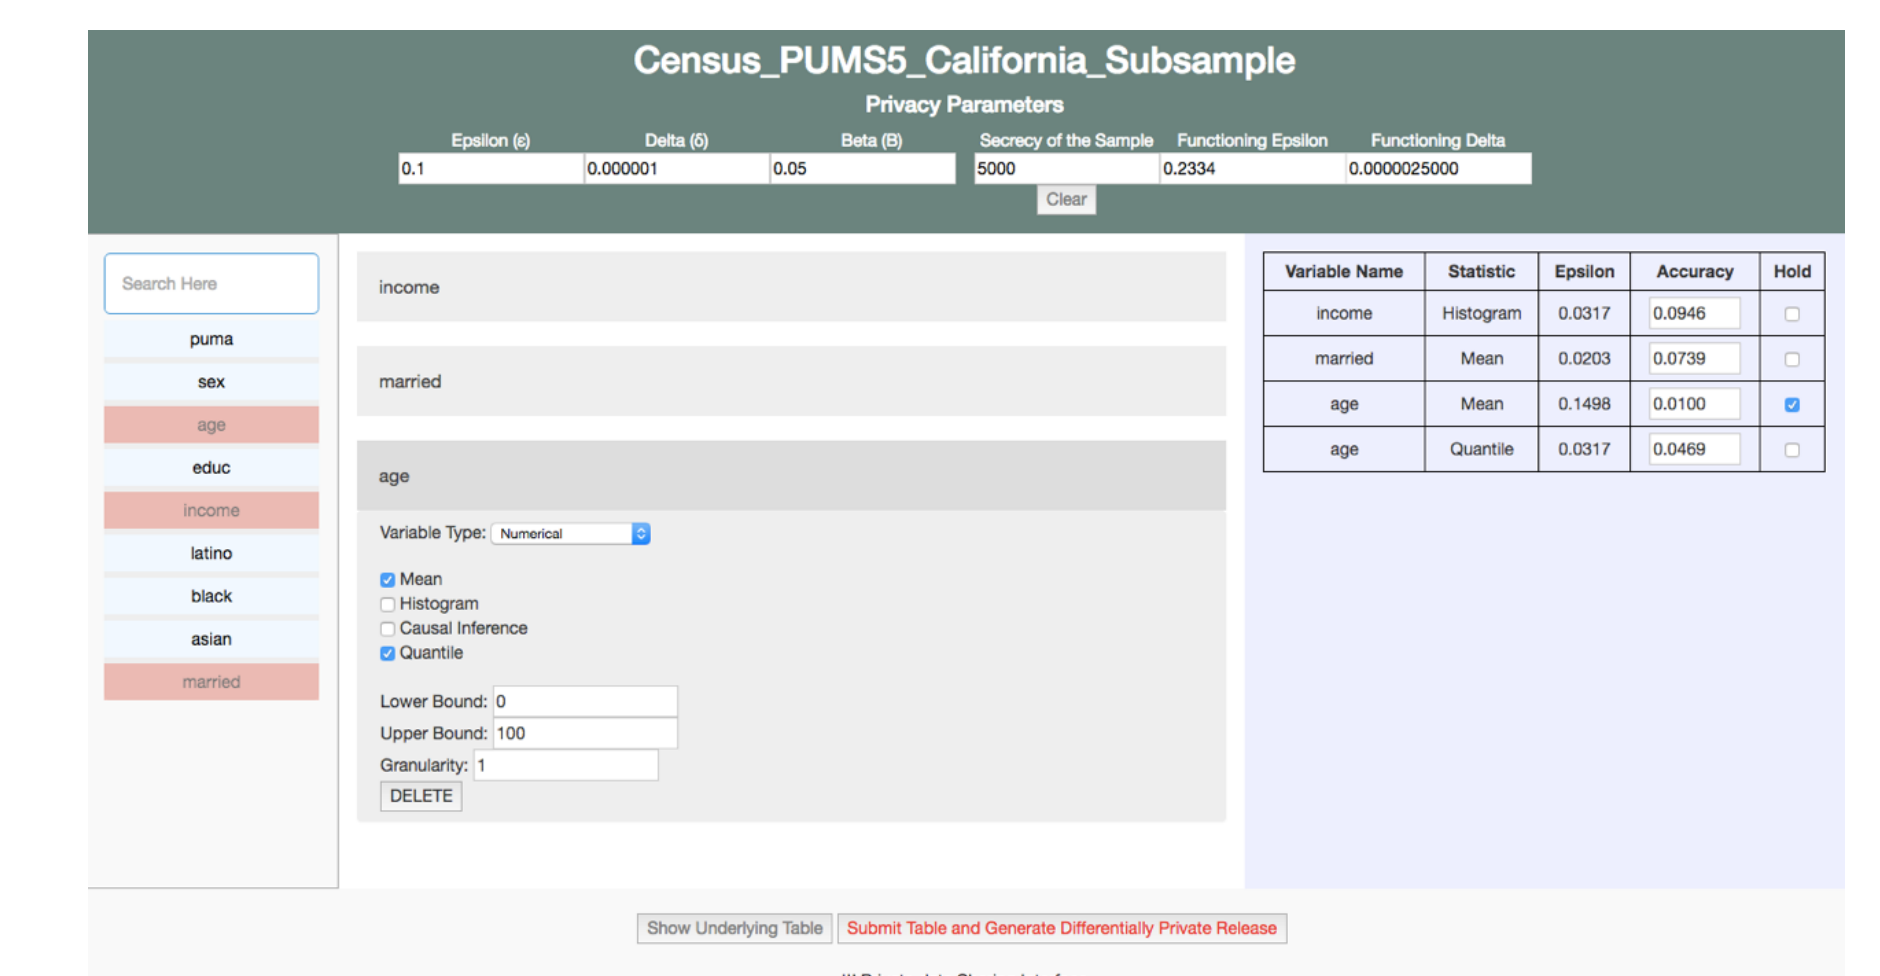 Census_PUMS5_California_Subsample
Privacy Parameters
Epsilon (ε) Delta (δ) Beta (B) Secrecy of the Sample Functioning Epsilon Functioning Delta
0.1 0.000001 0.05 5000 0.2334 0.0000025000
Clear
Search Here
puma
sex
age
educ
income
latino
black
asian
married
income
married
age
Variable Type: Numerical
Mean
Histogram
Causal Inference
Quantile
Lower Bound: 0
Upper Bound: 100
Granularity: 1
DELETE
Variable Name Statistic Epsilon Accuracy Hold
income Histogram 0.0317 0.0946
married Mean 0.0203 0.0739
age Mean 0.1498 0.0100
age Quantile 0.0317 0.0469
Show Underlying Table Submit Table and Generate Differentially Private Release